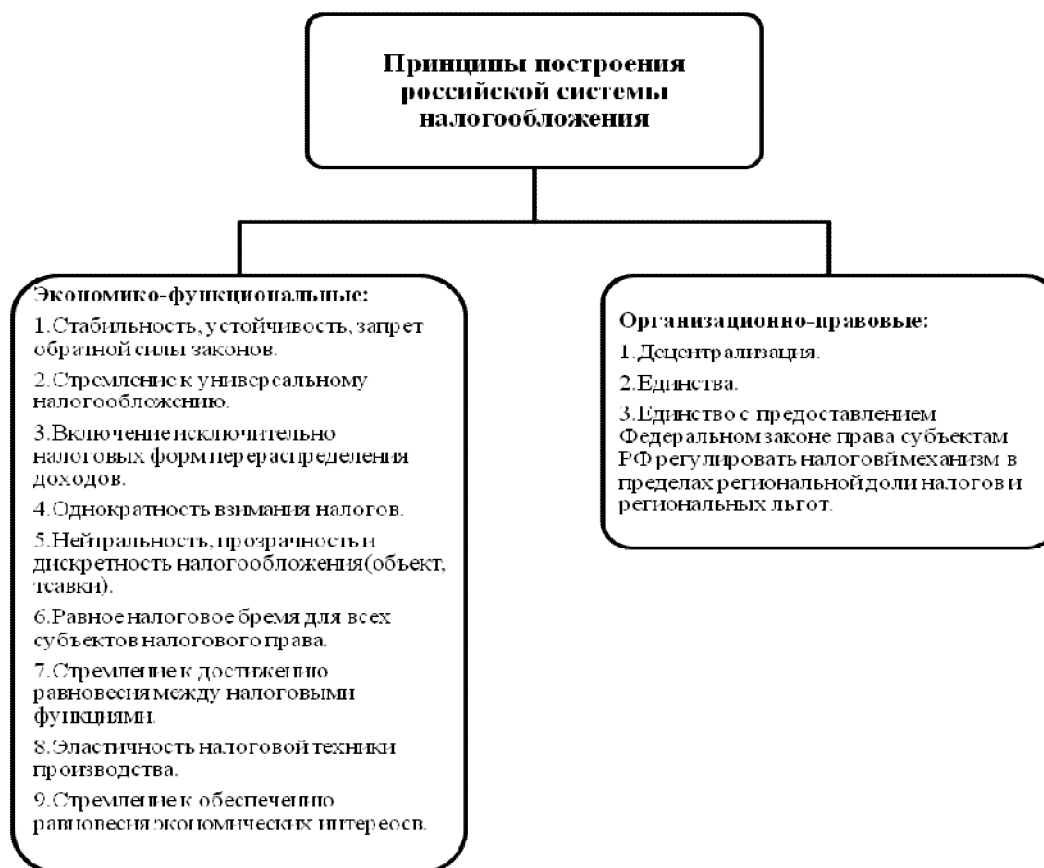 Принципы построения
российской системы
налогообложения
Экономико-функциональные:
1.Стабильность, устойчивость, запрет
обратной силы законов.
2.Стремление к универсальному
налогообложению.
3.Включение исключительно
налоговых форм перераспределения
доходов.
4.Однократность взимания налогов.
5.Нейтральность, прозрачность и
дискретность налогообложения(объект,
тсавки).
6.Равное налоговое бремя для всех
субъектов налогового права.
7.Стремление к достижению
равновесия между налоговыми
функциями.
8.Эластичность налоговой техники
производства.
9.Стремление к обеспечению
равновесия экономических интереосв.
Организационно-правовые:
1.Децентрализация.
2.Единства.
3.Единство с предоставлением
Федеральном законе права субъектам
РФ регулировать налоговй механизм в
пределах региональной доли налогов и
региональных льгот.